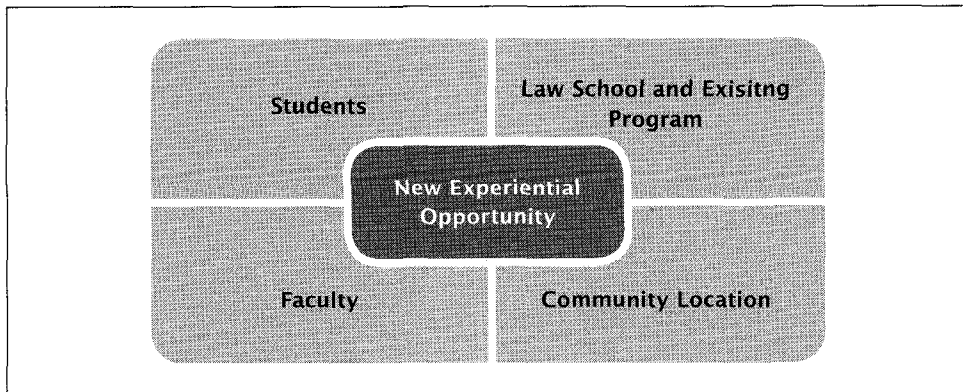 Students
Law School and Exisitng
Program
New Experiential
Opportunity
Faculty
Community Location